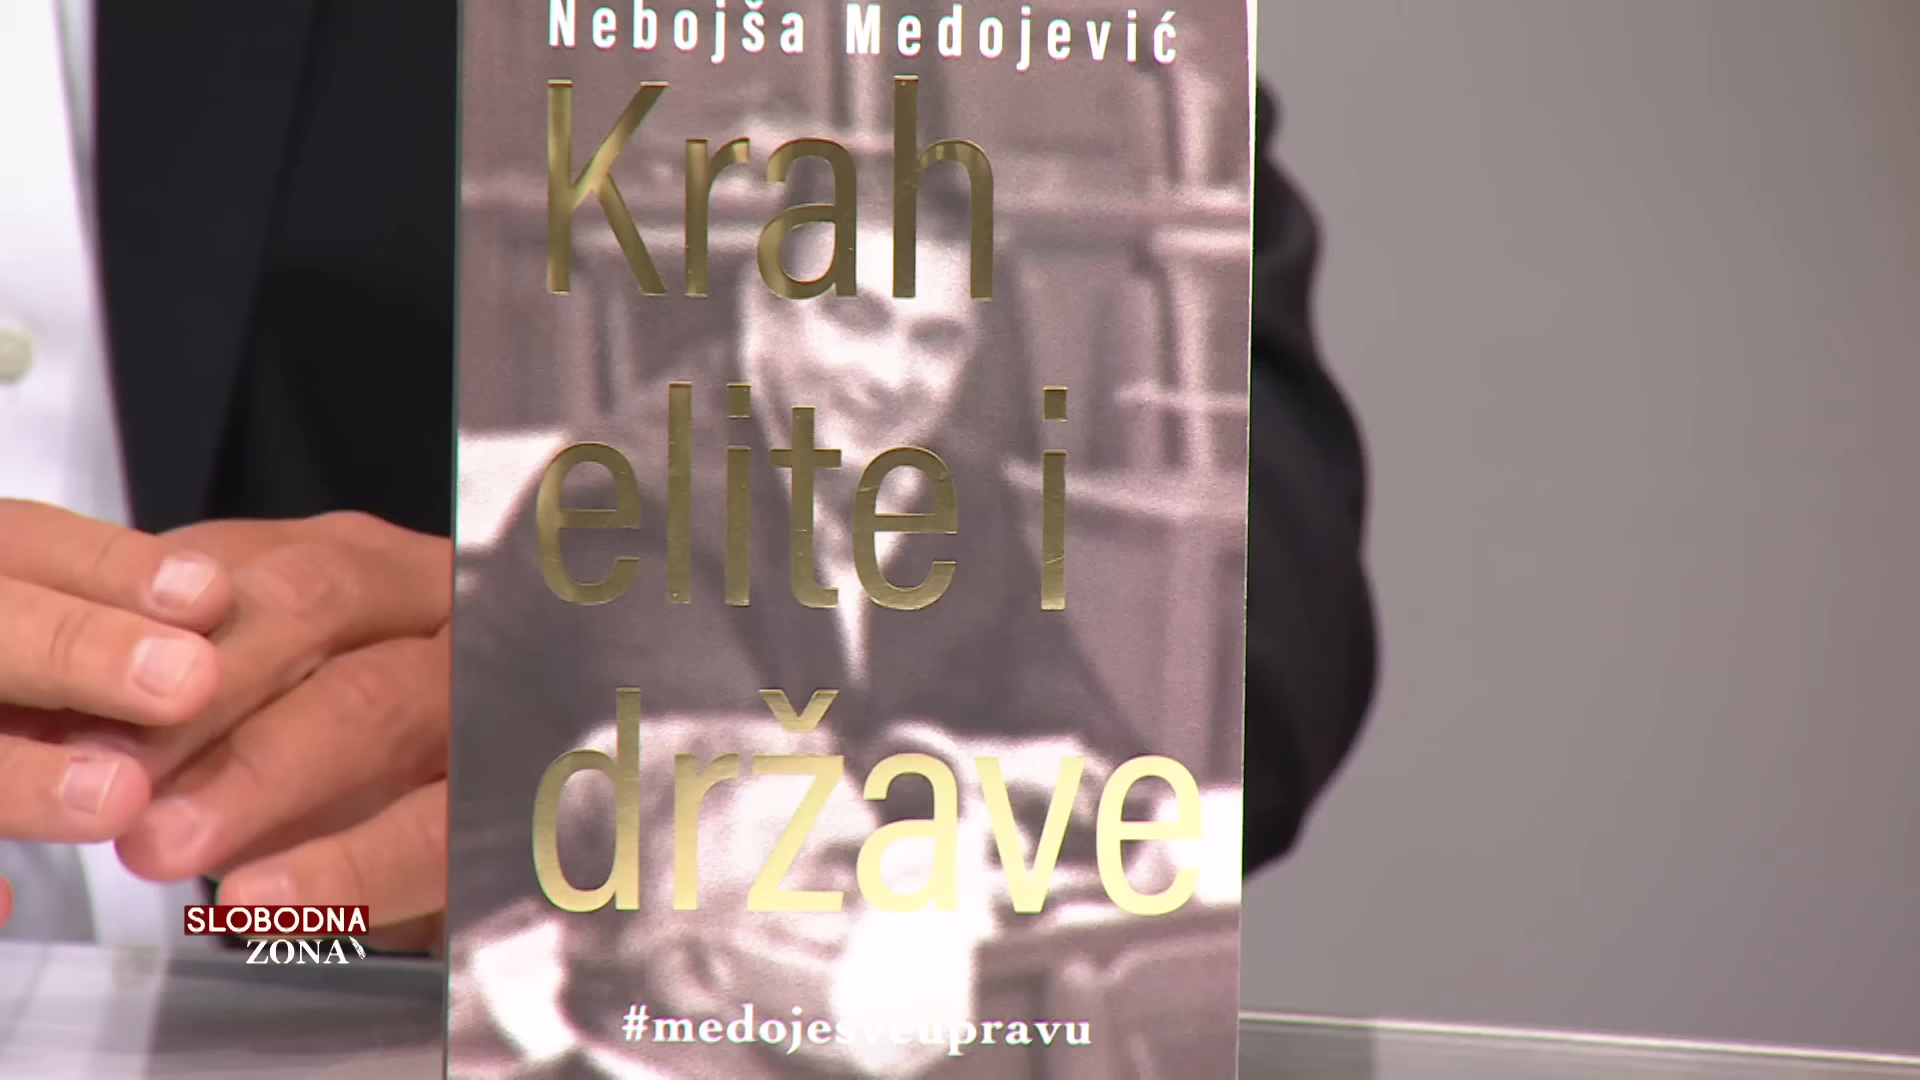 Nebojša Medojević
Krah
elite i
države
#medojesveupravu
SLOBODNA
ZONA